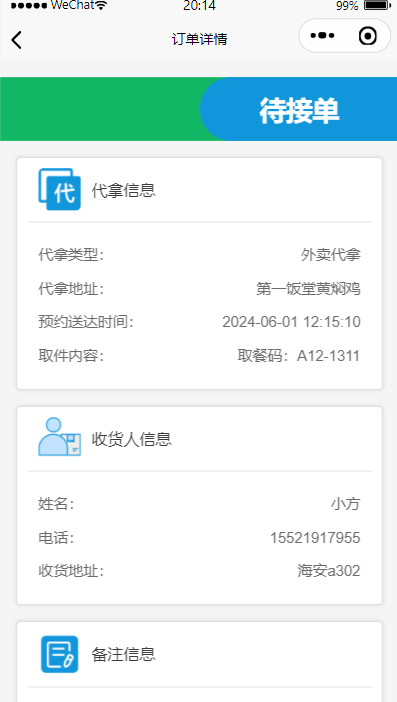 WeChat 20:14 99%
订单详情
待接单
代 代拿信息
代拿类型： 外卖代拿
代拿地址： 第一饭堂黄焖鸡
预约送达时间： 2024-06-01 12:15:10
取件内容： 取餐码：A12-1311
收货人信息
姓名： 小方
电话： 15521917955
收货地址： 海安a302
备注信息